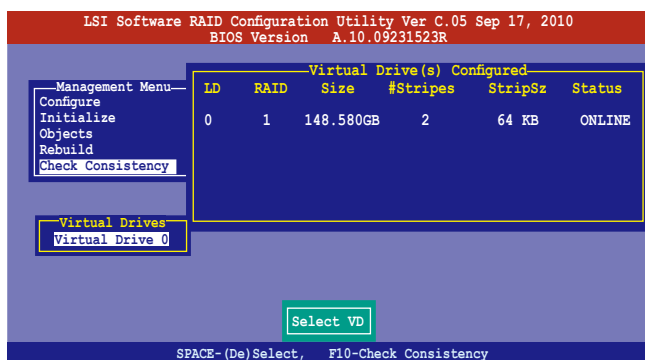 LSI Software RAID Configuration Utility Ver C.05 Sep 17, 2010
BIOS Version A.10.09231523R
Virtual Drive(s) Configured
LD RAID Size #Stripes StripSz Status
0 1 148.580GB 2 64 KB ONLINE
Management Menu
Configure
Initialize
Objects
Rebuild
Check Consistency
Virtual Drives
Virtual Drive 0
Select VD
SPACE-(De)Select, F10-Check Consistency